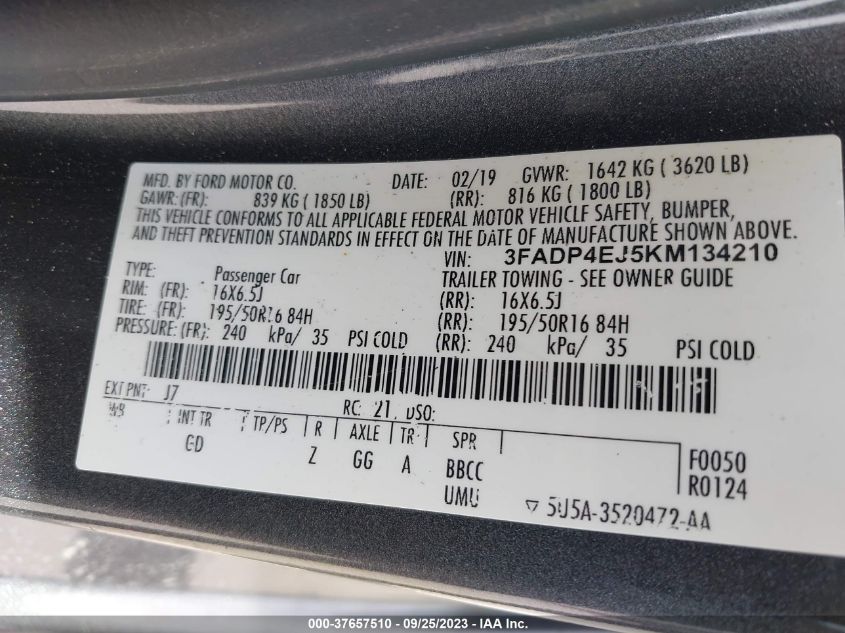 MFD. BY FORD MOTOR CO. DATE: 02/19 GVWR: 1642 KG ( 3620 LB)
GAWR: (FR): 839 KG ( 1850 LB) (RR): 816 KG ( 1800 LB)
THIS VEHICLE CONFORMS TO ALL APPLICABLE FEDERAL MOTOR VEHICLE SAFETY, BUMPER,
AND THEFT PREVENTION STANDARDS IN EFFECT ON THE DATE OF MANUFACTURE SHOWN ABOVE.
VIN: 3FADP4EJ5KM134210
TYPE: Passenger Car TRAILER TOWING - SEE OWNER GUIDE
RIM: (FR): 16X6.5J (RR): 16X6.5J
TIRE: (FR): 195/50R16 84H (RR): 195/50R16 84H
PRESSURE: (FR): 240 kPa/ 35 PSI COLD (RR): 240 kPa/ 35 PSI COLD
EXT PNT: J7 RC: 21 DSO:
WB INT TR TP/PS R AXLE TR SPR F0050
GD Z GG A BBCC R0124
UMU 5U5A-3520472-AA
000-37657510 - 09/25/2023 - IAA Inc.